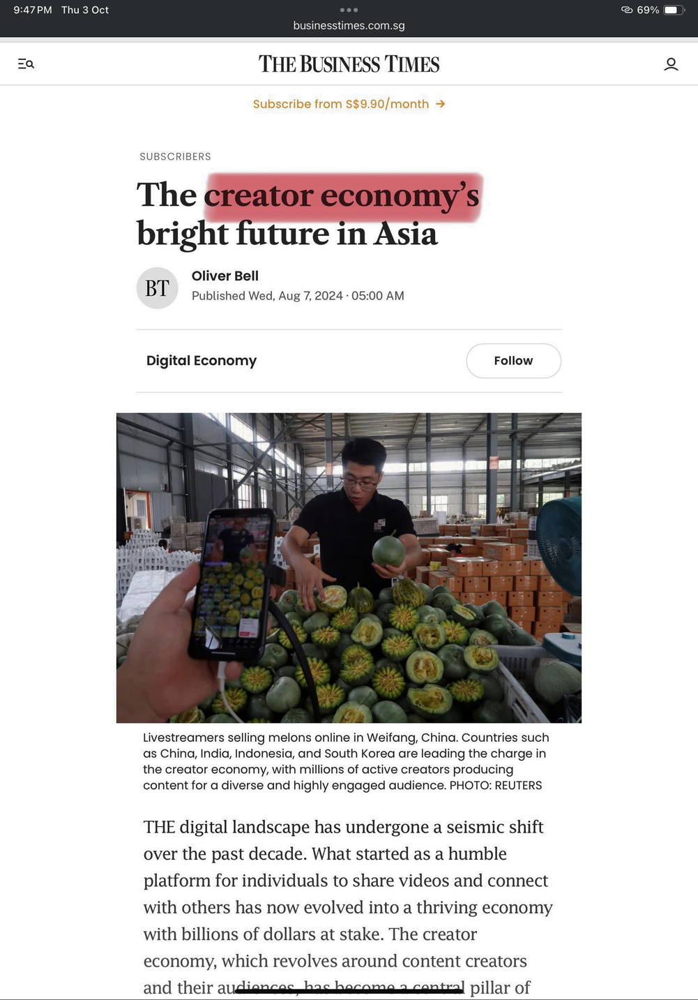 9:47 PM Thu 3 Oct
69%
businesstimes.com.sg
THE BUSINESS TIMES
Subscribe from S$9.90/month →
SUBSCRIBERS
The creator economy's
bright future in Asia
BT
Oliver Bell
Published Wed, Aug 7, 2024 · 05:00 AM
Digital Economy
Follow
Livestreamers selling melons online in Weifang, China. Countries such
as China, India, Indonesia, and South Korea are leading the charge in
the creator economy, with millions of active creators producing
content for a diverse and highly engaged audience. PHOTO: REUTERS
THE digital landscape has undergone a seismic shift
over the past decade. What started as a humble
platform for individuals to share videos and connect
with others has now evolved into a thriving economy
with billions of dollars at stake. The creator
economy, which revolves around content creators
and their audiences, has become a central pillar of